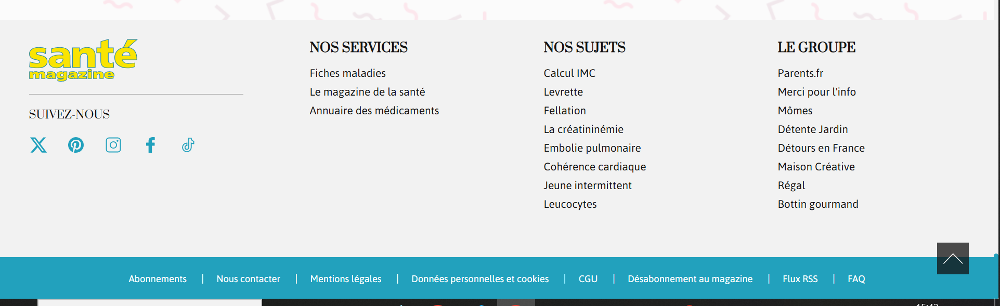 santé
magazine
SUIVEZ-NOUS
NOS SERVICES
Fiches maladies
Le magazine de la santé
Annuaire des médicaments
NOS SUJETS
Calcul IMC
Levrette
Fellation
La créatininémie
Embolie pulmonaire
Cohérence cardiaque
Jeune intermittent
Leucocytes
LE GROUPE
Parents.fr
Merci pour l'info
Mômes
Détente Jardin
Détours en France
Maison Créative
Régal
Bottin gourmand
Abonnements | Nous contacter | Mentions légales | Données personnelles et cookies | CGU | Désabonnement au magazine | Flux RSS | FAQ